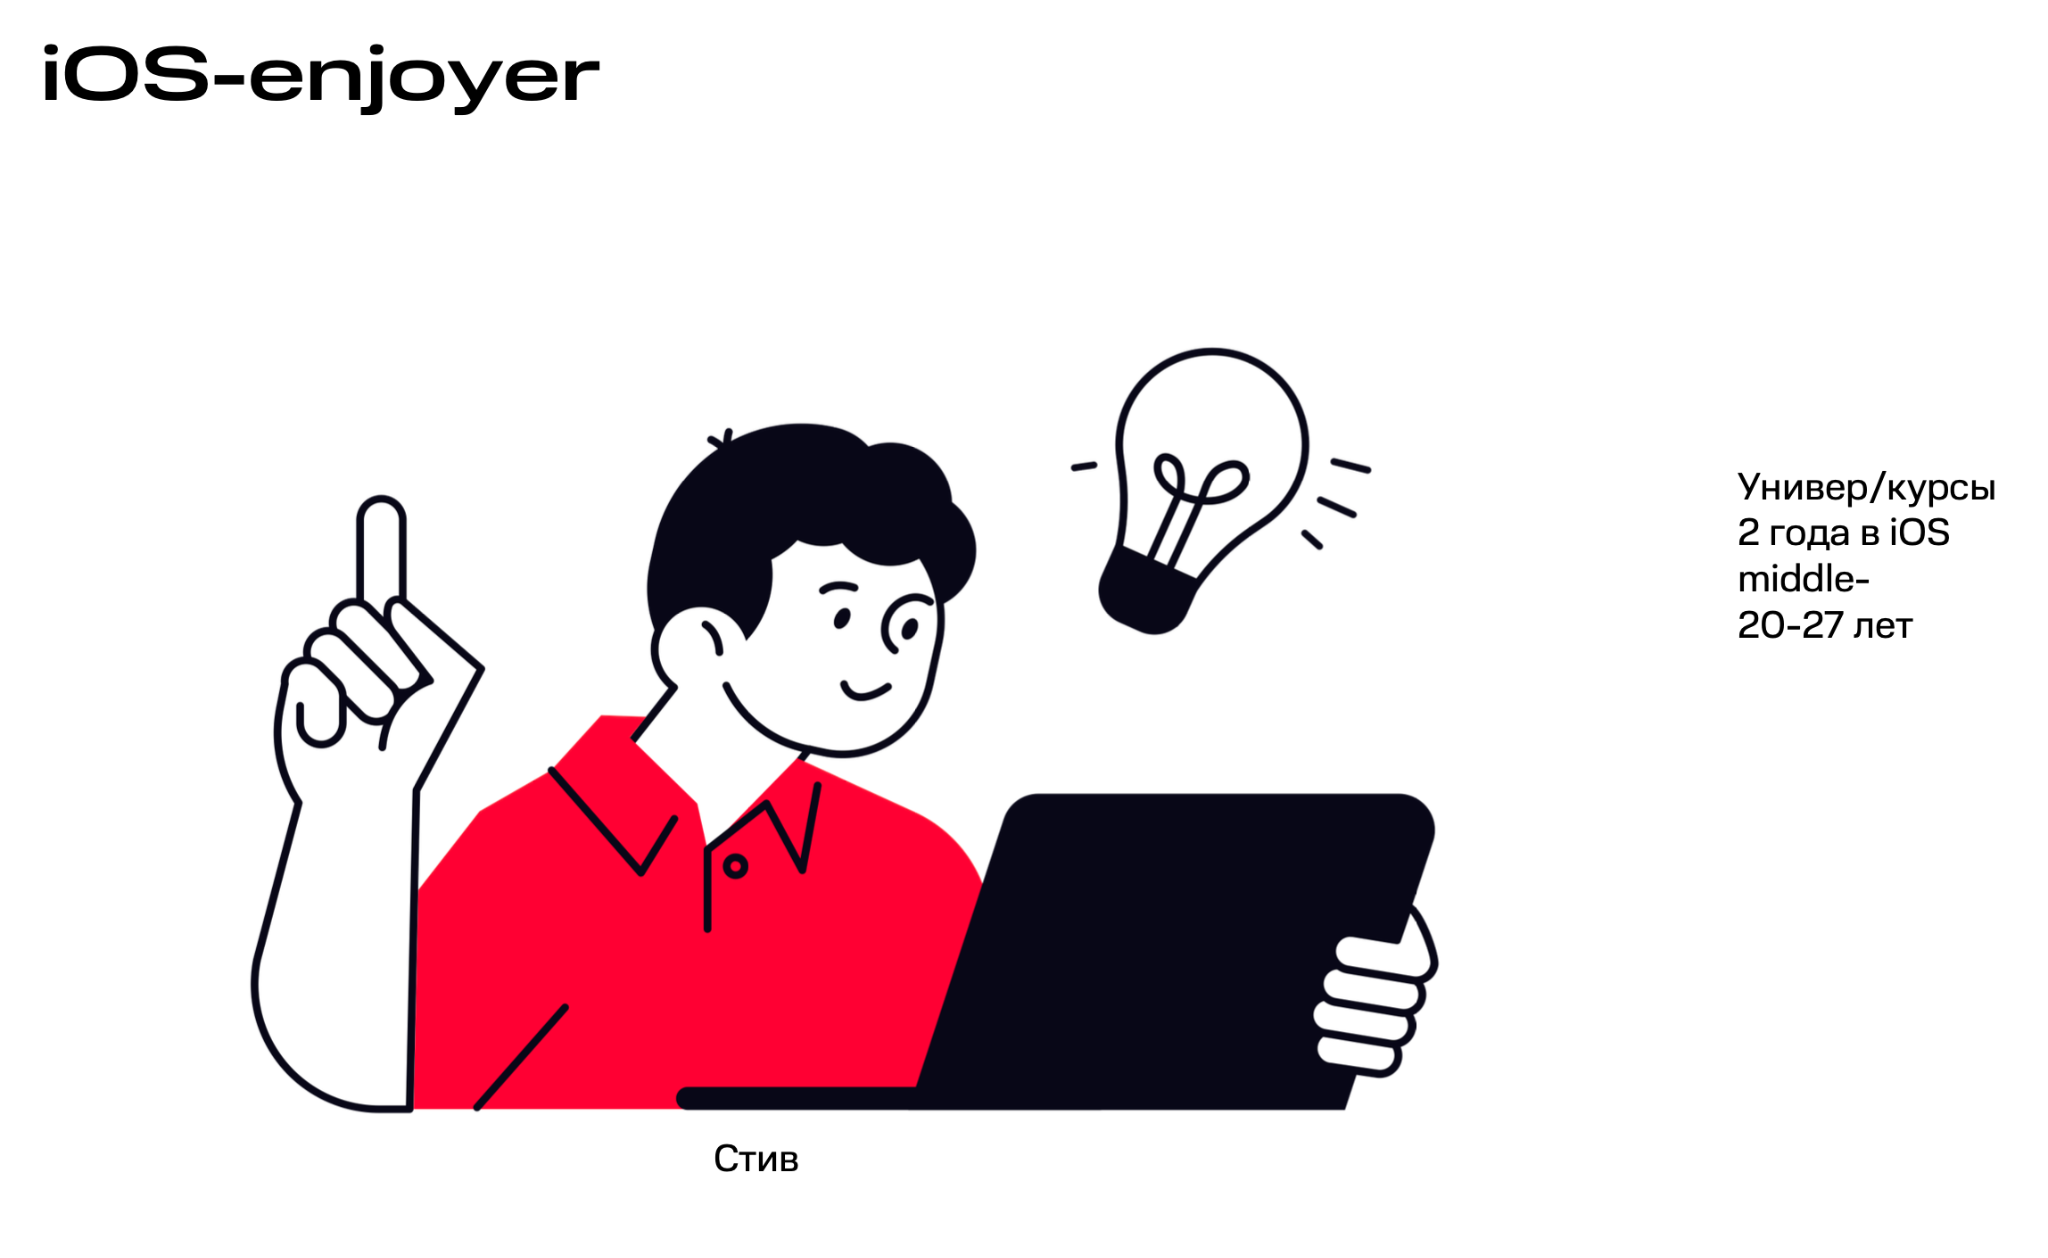 iOS-enjoyer
Универ/курсы
2 года в iOS
middle-
20-27 лет
Стив